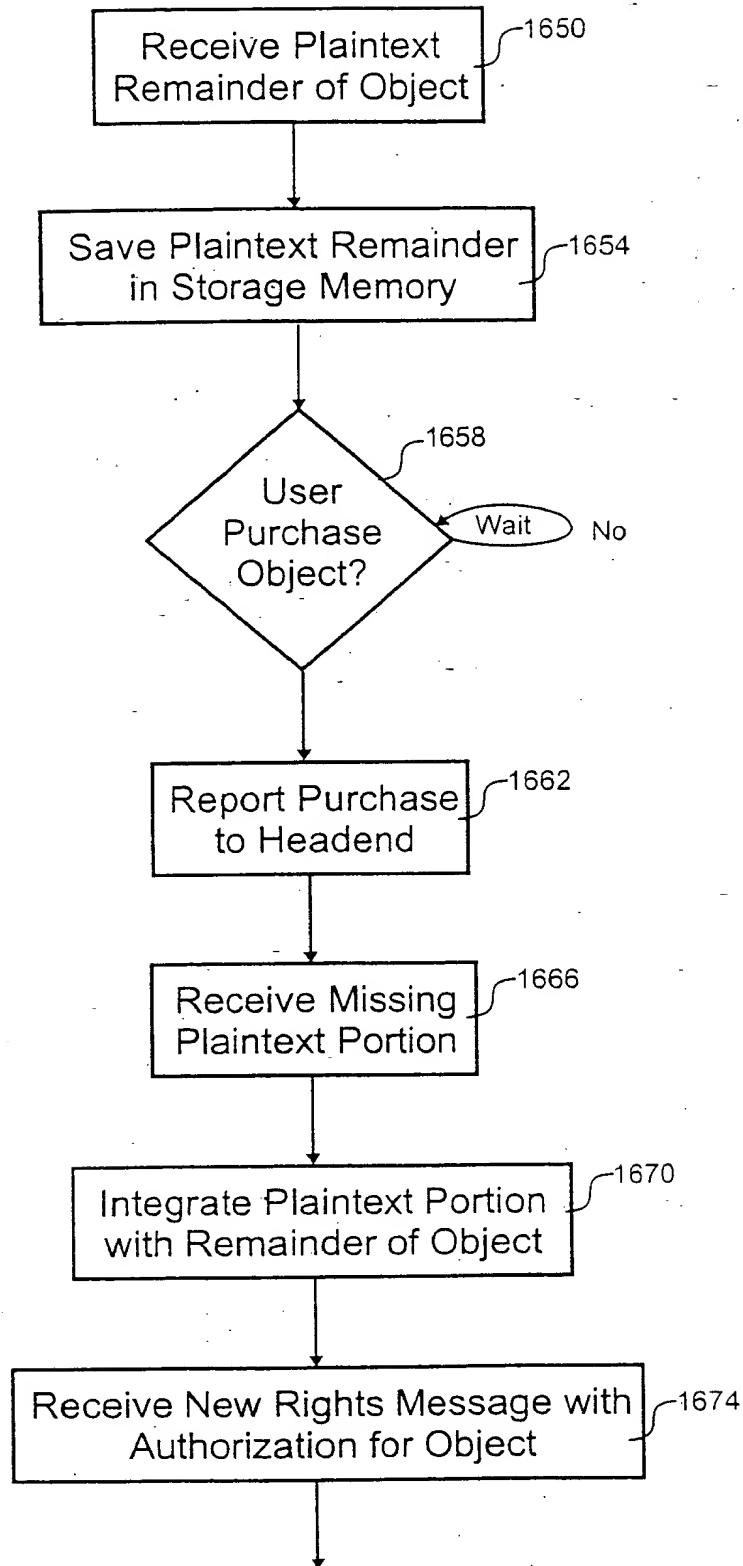 Receive Plaintext
Remainder of Object
1650
Save Plaintext Remainder
in Storage Memory
1654
1658
User
Purchase
Object?
Wait
No
Report Purchase
to Headend
1662
Receive Missing
Plaintext Portion
1666
Integrate Plaintext Portion
with Remainder of Object
1670
Receive New Rights Message with
Authorization for Object
1674